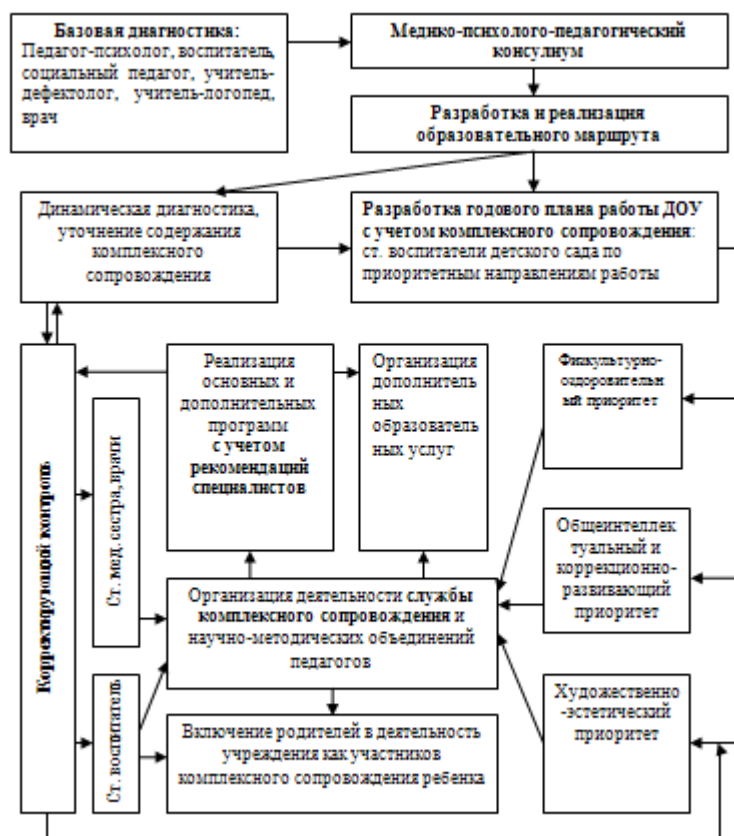 Базовая диагностика:
Педагог-психолог, воспитатель,
социальный педагог, учитель-
дефектолог, учитель-логопед,
врач
Медико-психолого-педагогический
консулиум
Разработка и реализация
образовательного маршрута
Динамическая диагностика,
уточнение содержания
комплексного
сопровождения
Разработка годового плана работы ДОУ
с учетом комплексного сопровождения:
ст. воспитатели детского сада по
приоритетным направлениям работы
Корректирующий контроль
Ст. мед. сестра, врачи
Ст. воспитатель
Реализация
основных и
дополнительных
программ
с учетом
рекомендаций
специалистов
Организация
дополнитель
ных
образователь
ных услуг
Физкультурно-
оздоровительн
ый приоритет
Общеинтеллек
туальный и
коррекционно-
развивающий
приоритет
Организация деятельности службы
комплексного сопровождения и
научно-методических объединений
педагогов
Художественно
-эстетический
приоритет
Включение родителей в деятельность
учреждения как участников
комплексного сопровождения ребенка